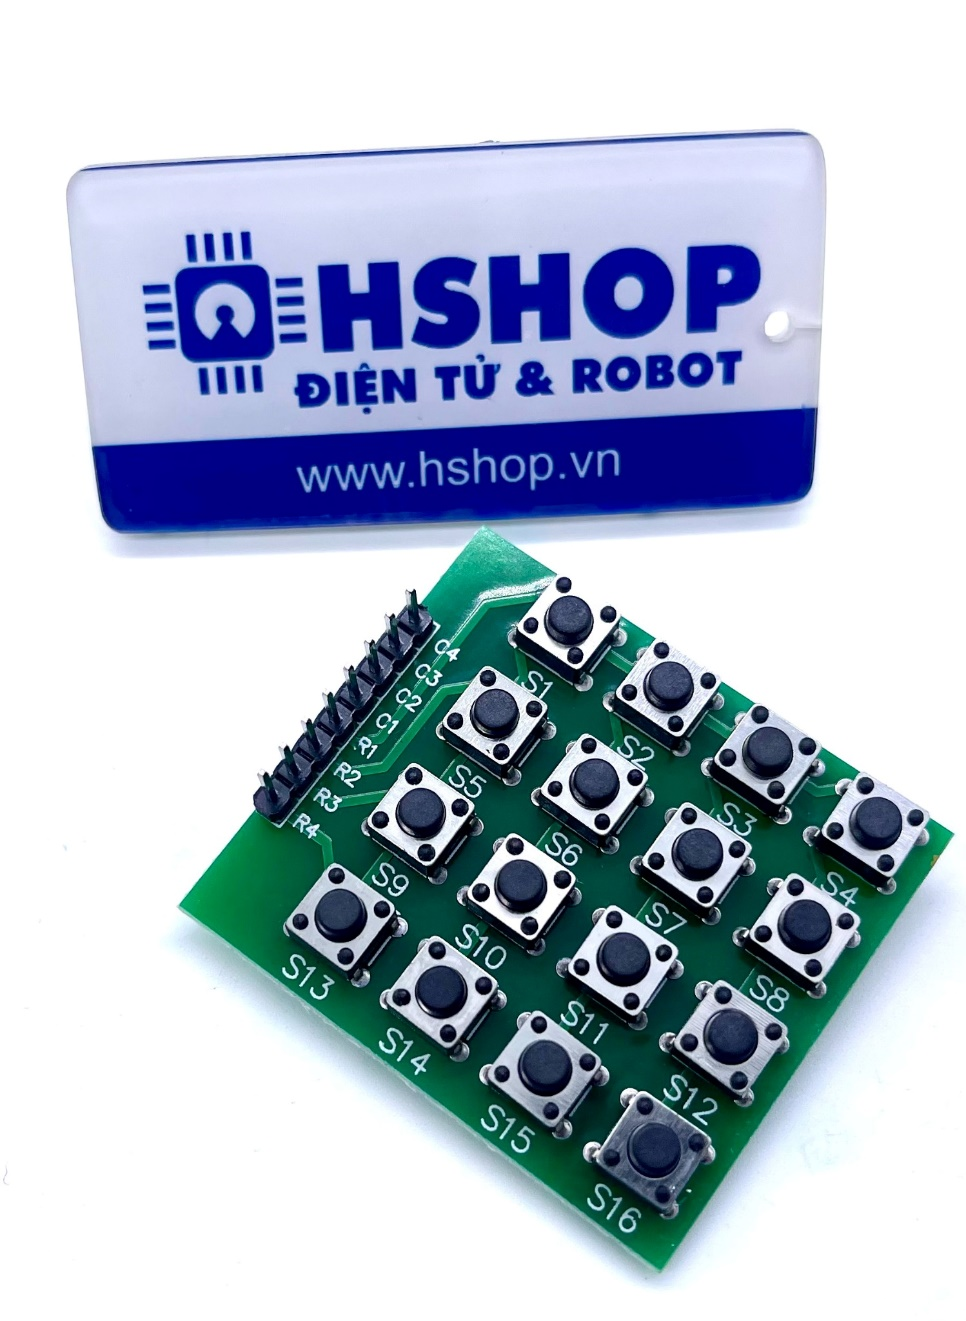 HSHOP
ĐIỆN TỬ & ROBOT
www.hshop.vn
C4
C3
C2
C1
R1
R2
R3
R4
S1
S2
S3
S4
S5
S6
S7
S8
S9
S10
S11
S12
S13
S14
S15
S16